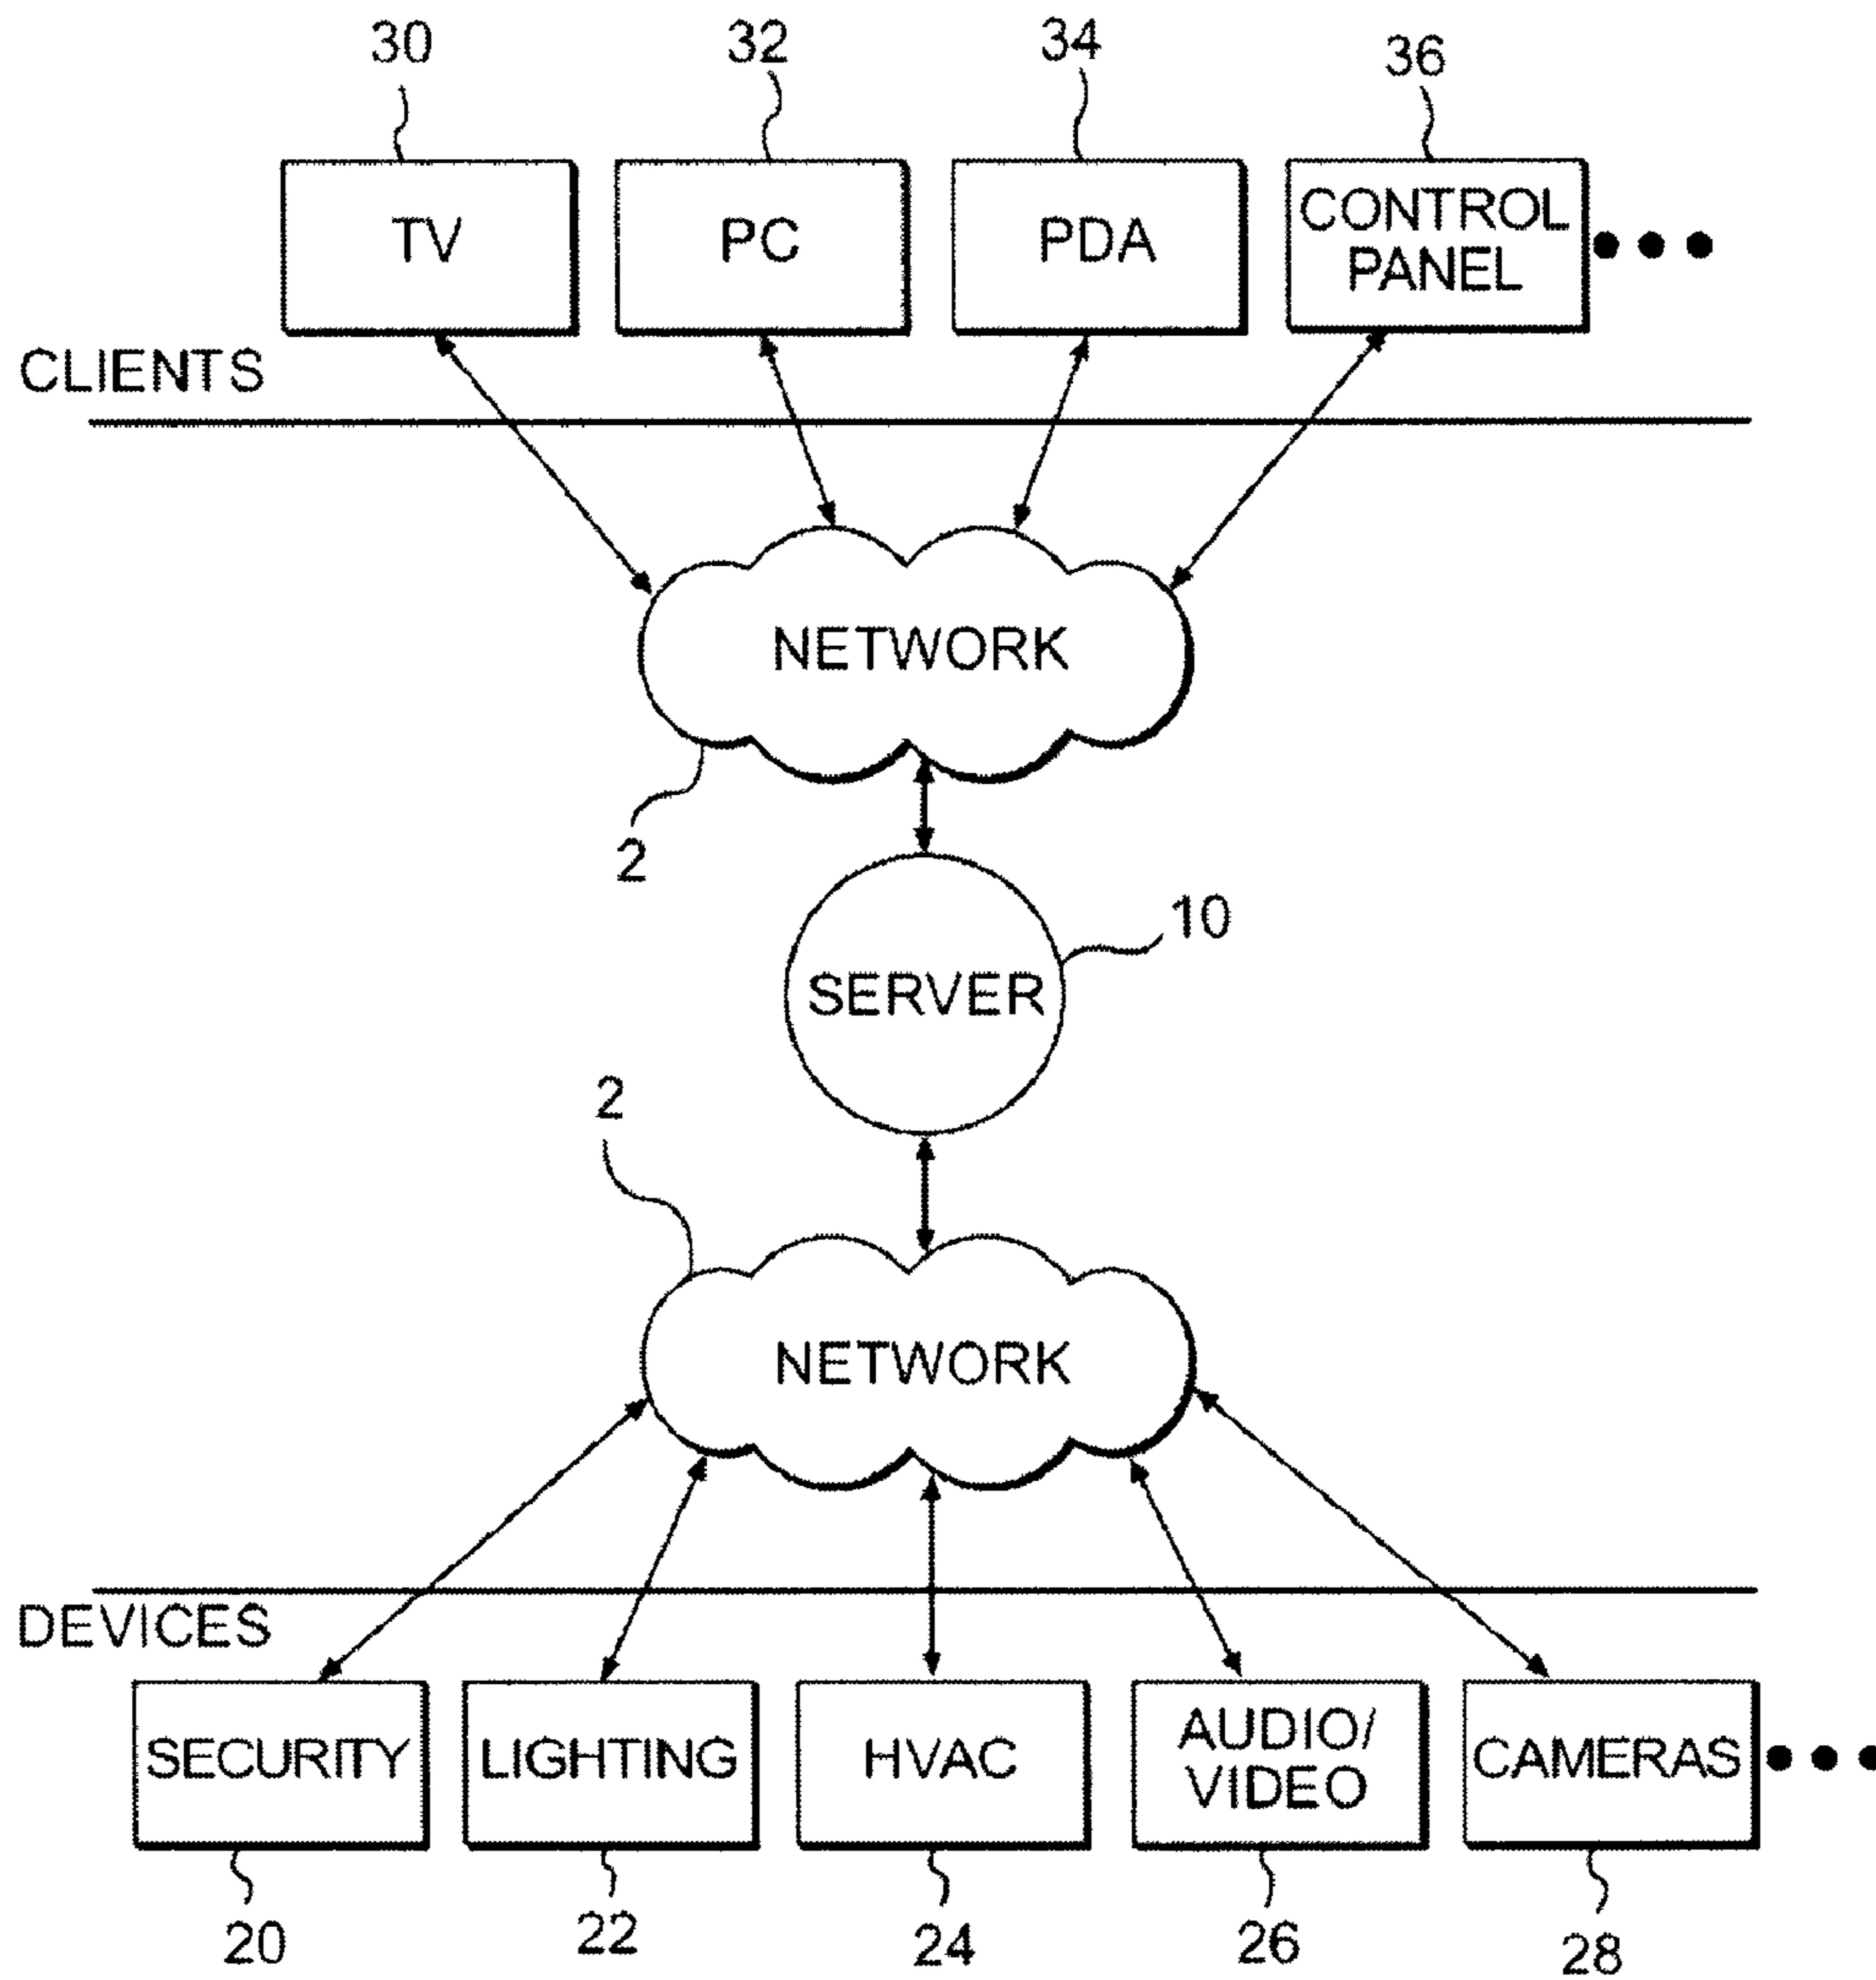 30
32
34
36
TV
PC
PDA
CONTROL
PANEL
CLIENTS
NETWORK
2
10
SERVER
2
NETWORK
DEVICES
SECURITY
LIGHTING
HVAC
AUDIO/
VIDEO
CAMERAS
20
22
24
26
28